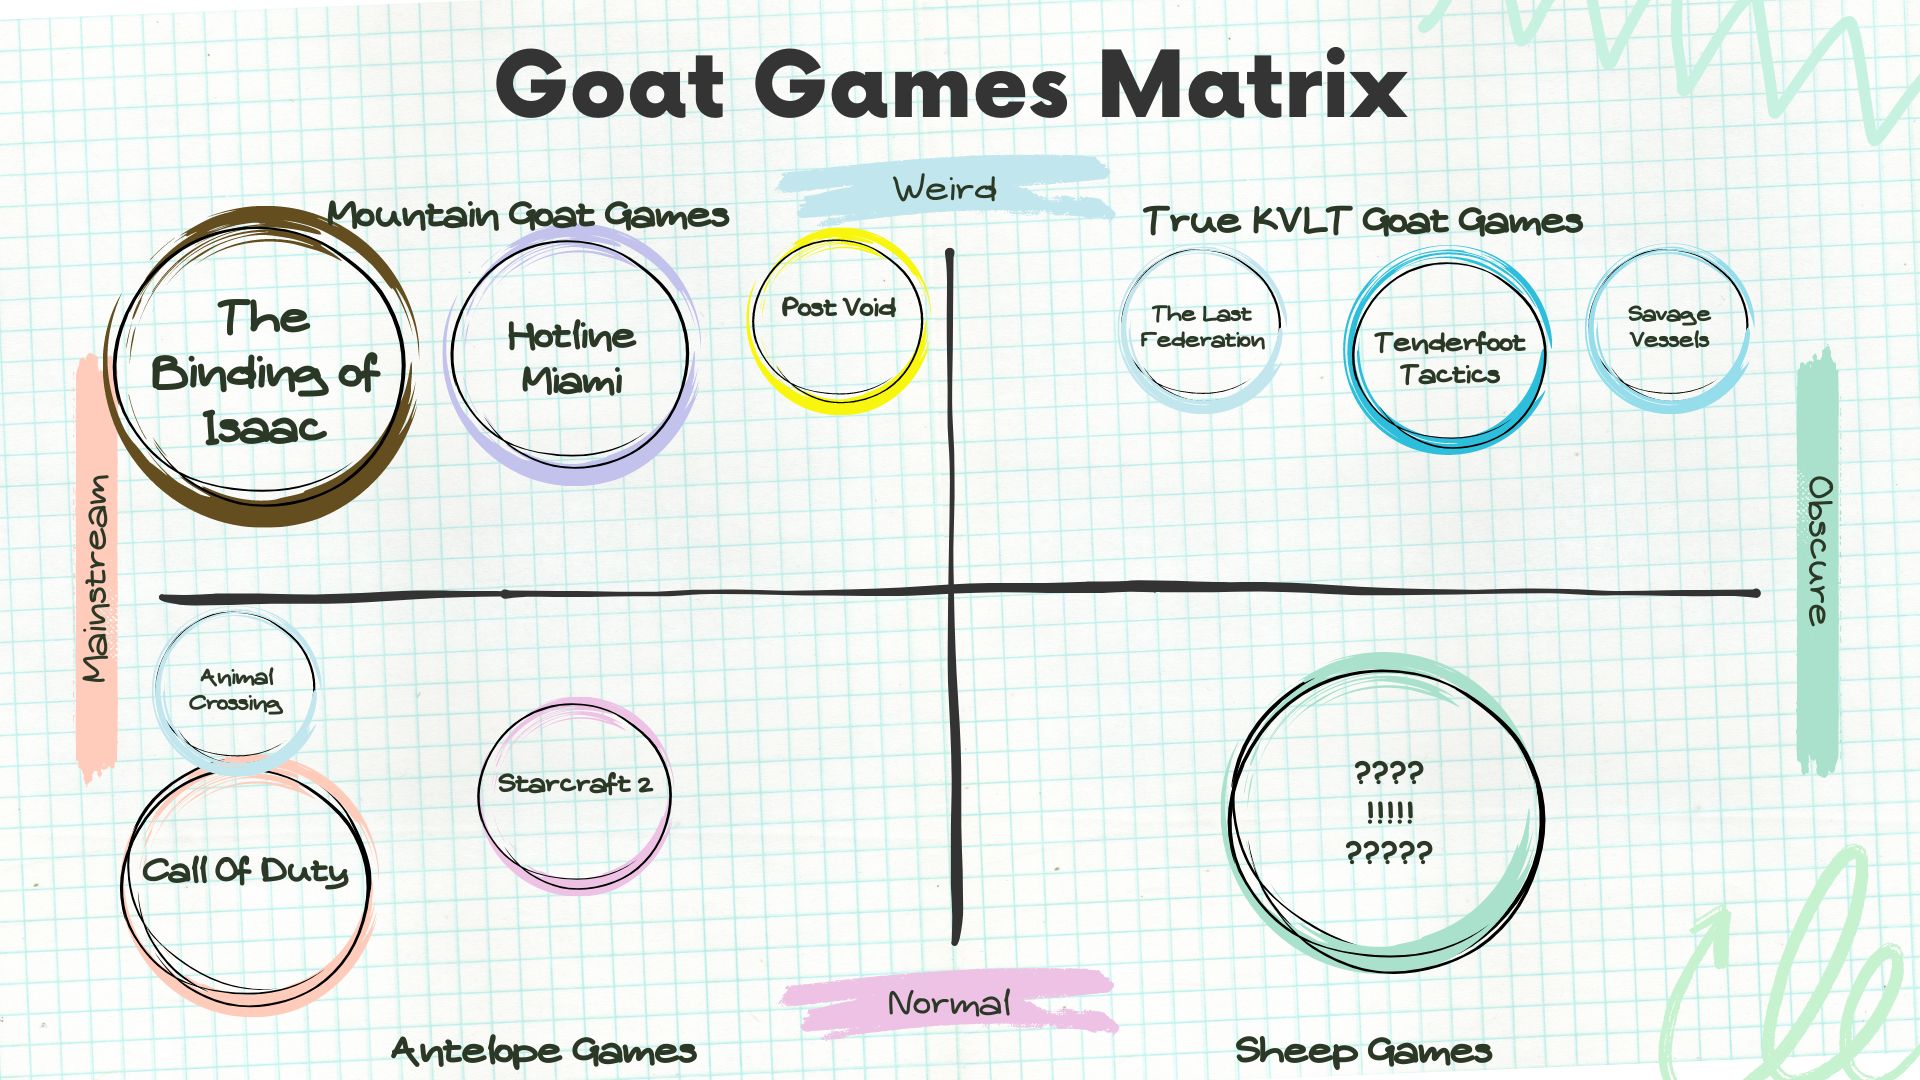 Goat Games Matrix
Weird
Mountain Goat Games
True KVLT Goat Games
The
Binding of
Isaac
Hotline
Miami
Post Void
The Last
Federation
Tenderfoot
Tactics
Savage
Vessels
Mainstream
Obscure
Animal
Crossing
Call Of Duty
Starcraft 2
????
!!!!!
?????
Normal
Antelope Games
Sheep Games